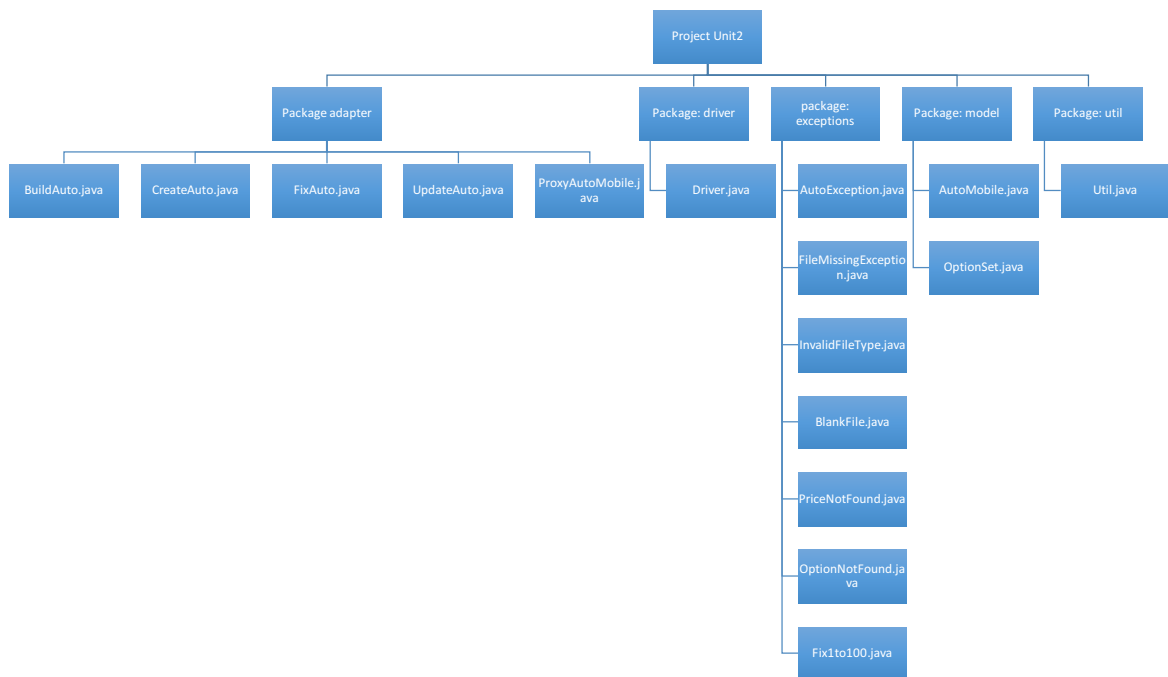 Project Unit2
Package adapter
Package: driver
package:
exceptions
Package: model
Package: util
BuildAuto.java
CreateAuto.java
FixAuto.java
UpdateAuto.java
ProxyAutoMobile.j
ava
Driver.java
AutoException.java
AutoMobile.java
Util.java
FileMissingExceptio
n.java
OptionSet.java
InvalidFileType.java
BlankFile.java
PriceNotFound.java
OptionNotFound.ja
va
Fix1to100.java